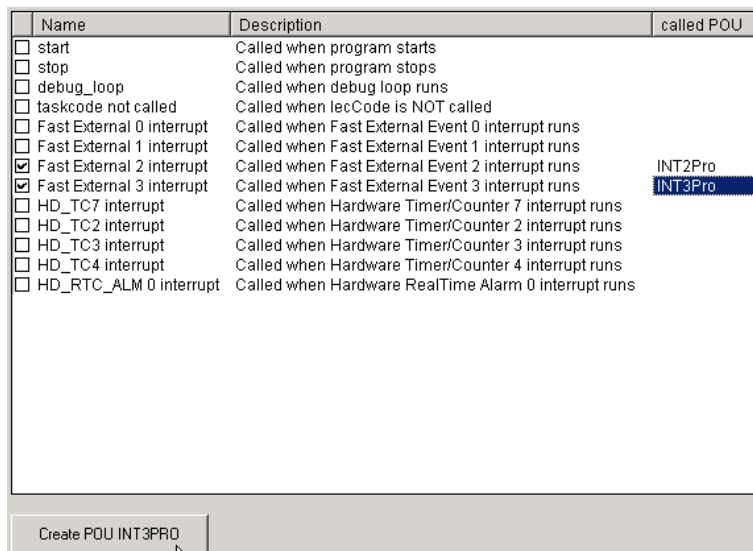 Name Description called POU
start Called when program starts
stop Called when program stops
debug_loop Called when debug loop runs
taskcode not called Called when IecCode is NOT called
Fast External 0 interrupt Called when Fast External Event 0 interrupt runs
Fast External 1 interrupt Called when Fast External Event 1 interrupt runs
Fast External 2 interrupt Called when Fast External Event 2 interrupt runs INT2Pro
Fast External 3 interrupt Called when Fast External Event 3 interrupt runs INT3Pro
HD_TC7 interrupt Called when Hardware Timer/Counter 7 interrupt runs
HD_TC2 interrupt Called when Hardware Timer/Counter 2 interrupt runs
HD_TC3 interrupt Called when Hardware Timer/Counter 3 interrupt runs
HD_TC4 interrupt Called when Hardware Timer/Counter 4 interrupt runs
HD_RTC_ALM 0 interrupt Called when Hardware RealTime Alarm 0 interrupt runs
Create POU INT3PRO